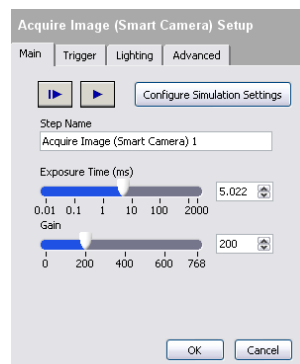 Acquire Image (Smart Camera) Setup
Main Trigger Lighting Advanced
Configure Simulation Settings
Step Name
Acquire Image (Smart Camera) 1
Exposure Time (ms)
5.022
0.01 0.1 1 10 100 2000
Gain
200
0 200 400 600 768
OK Cancel